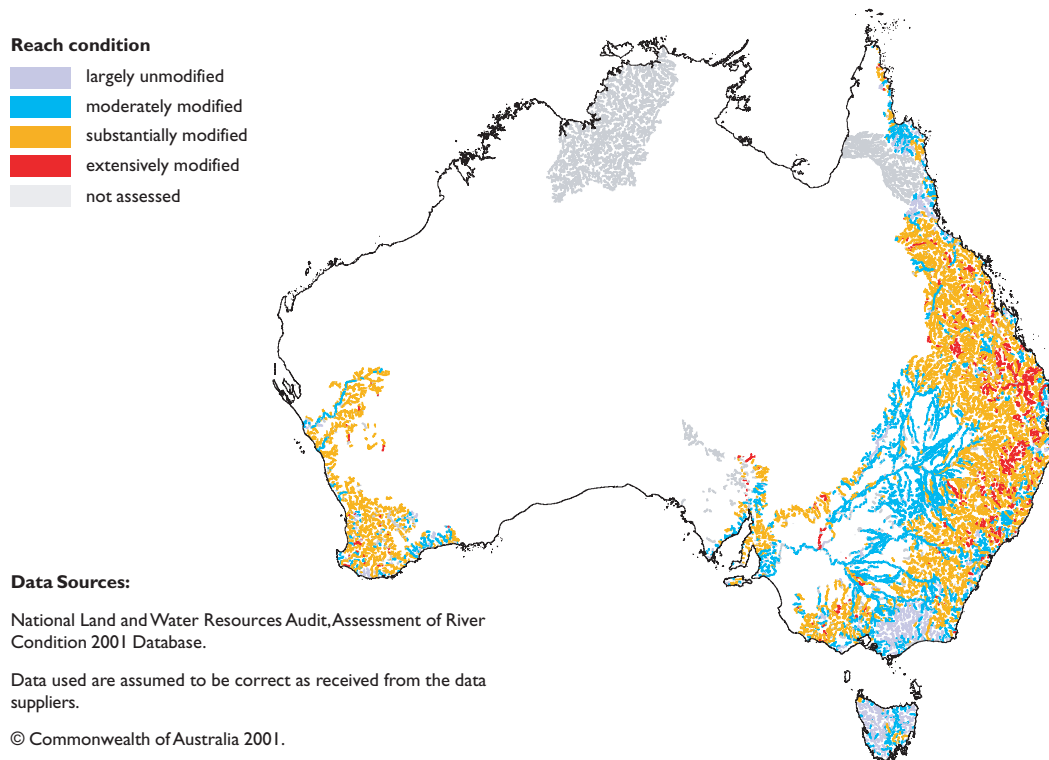 Reach condition
largely unmodified
moderately modified
substantially modified
extensively modified
not assessed
Data Sources:
National Land and Water Resources Audit, Assessment of River
Condition 2001 Database.
Data used are assumed to be correct as received from the data
suppliers.
© Commonwealth of Australia 2001.